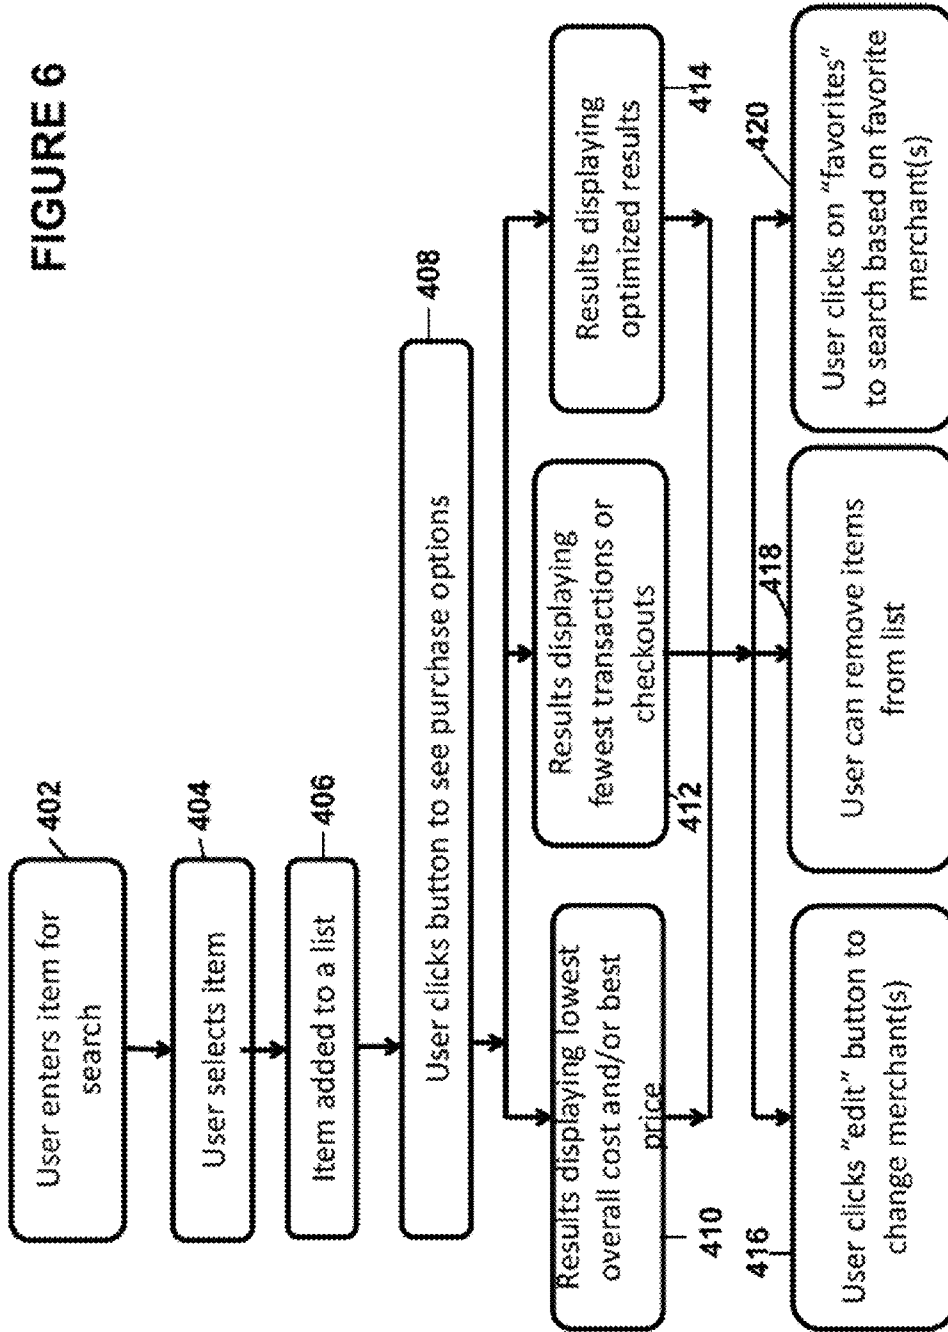 FIGURE 6
User enters item for
search
402
User selects item
404
Item added to a list
406
User clicks button to see purchase options
408
Results displaying lowest
overall cost and/or best
price
410
Results displaying
fewest transactions or
checkouts
412
Results displaying
optimized results
414
User clicks "edit" button to
change merchant(s)
416
User can remove items
from list
418
User clicks on "favorites"
to search based on favorite
merchant(s)
420